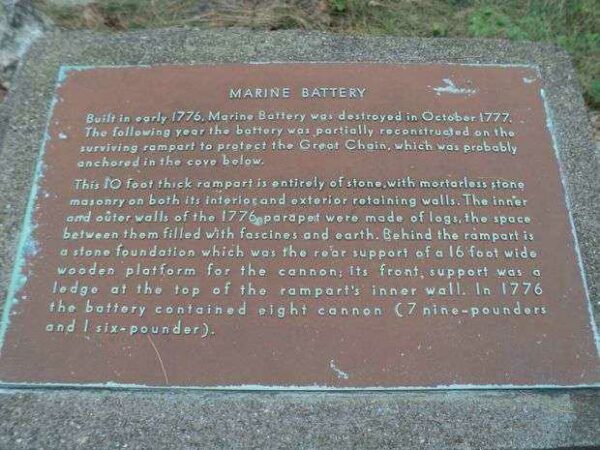 MARINE BATTERY
Built in early 1776, Marine Battery was destroyed in October 1777.
The following year the battery was partially reconstructed on the
surviving rampart to protect the Great Chain, which was probably
anchored in the cove below.
This 10 foot thick rampart is entirely of stone, with mortarless stone
masonry on both its interior and exterior retaining walls. The inner
and outer walls of the 1776 parapet were made of logs, the space
between them filled with fascines and earth. Behind the rampart is
a stone foundation which was the rear support of a 16 foot wide
wooden platform for the cannon; its front support was a
ledge at the top of the rampart's inner wall. In 1776
the battery contained eight cannon (7 nine-pounders
and 1 six-pounder).